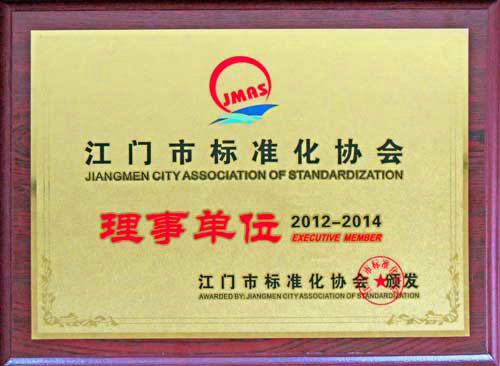 JMAS
江门市标准化协会
JIANGMEN CITY ASSOCIATION OF STANDARDIZATION
理事单位 2012-2014
EXECUTIVE MEMBER
江门市标准化协会 颁发
AWARED BY: JIANGMEN CITY ASSOCIATION OF STANDARDIZATION